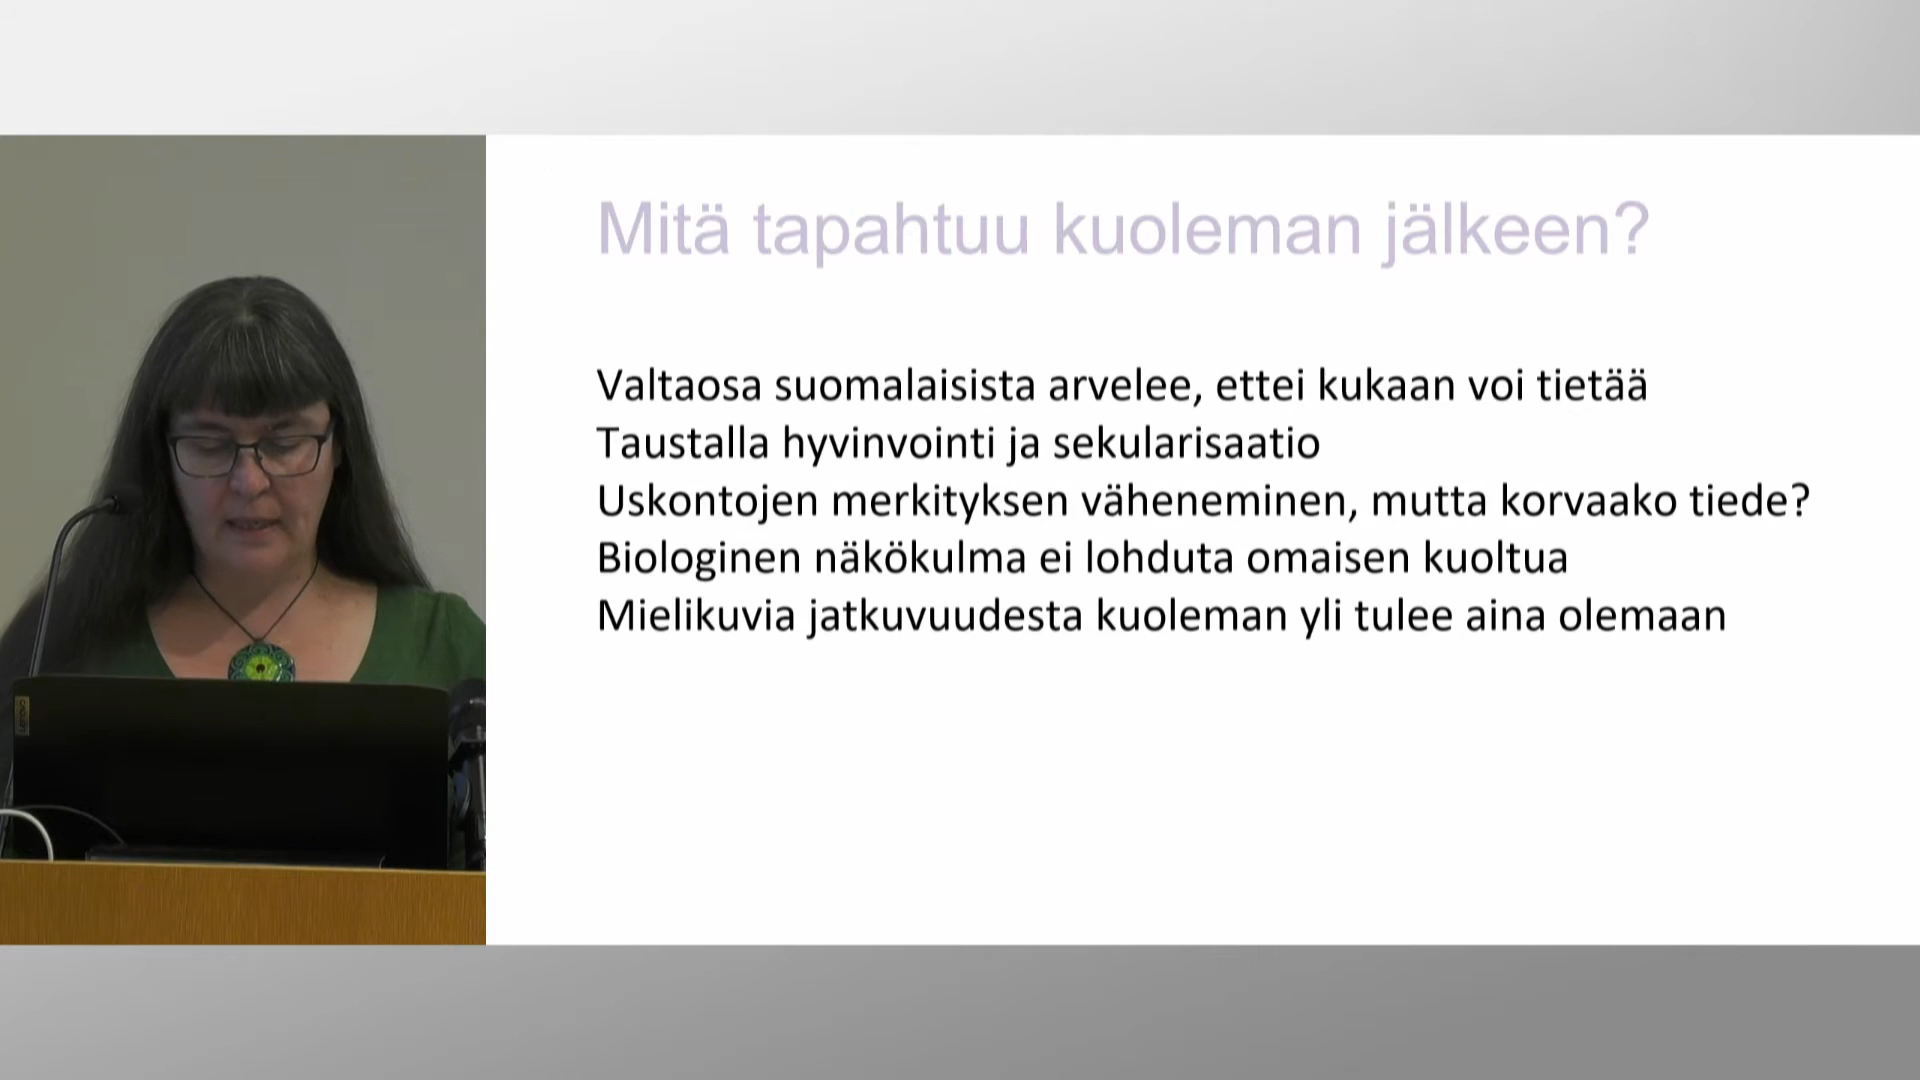 Mitä tapahtuu kuoleman jälkeen?
Valtaosa suomalaisista arvelee, ettei kukaan voi tietää
Taustalla hyvinvointi ja sekularisaatio
Uskontojen merkityksen väheneminen, mutta korvaako tiede?
Biologinen näkökulma ei lohduta omaisen kuoltua
Mielikuvia jatkuvuudesta kuoleman yli tulee aina olemaan
Lenovo